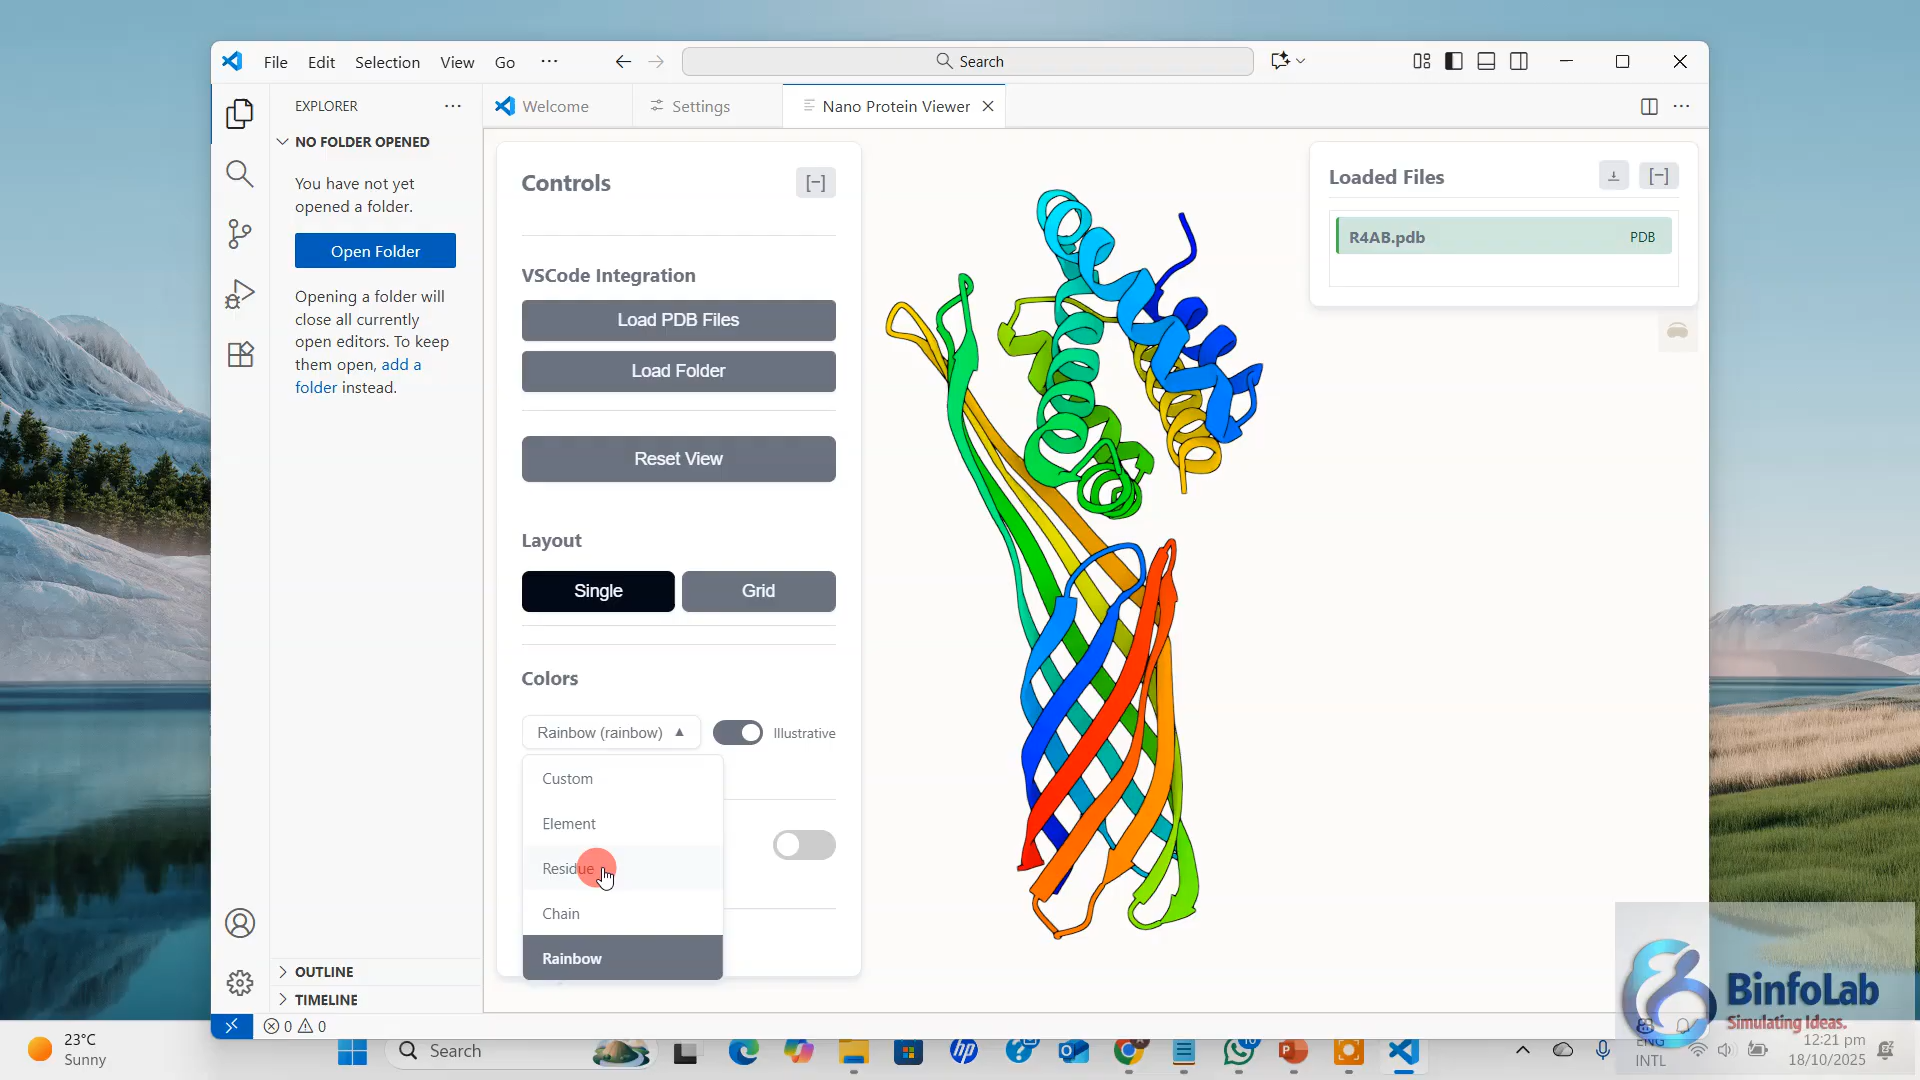 File Edit Selection View Go ··· Search
EXPLORER ···
Welcome Settings Nano Protein Viewer
NO FOLDER OPENED
You have not yet
opened a folder.
Open Folder
Opening a folder will
close all currently
open editors. To keep
them open, add a
folder instead.
OUTLINE
TIMELINE
Controls [−]
VSCode Integration
Load PDB Files
Load Folder
Reset View
Layout
Single Grid
Colors
Rainbow (rainbow) ▲ Illustrative
Custom
Element
Residue
Chain
Rainbow
Loaded Files [−]
R4AB.pdb PDB
BinfoLab
Simulating Ideas.
0 0
23°C
Sunny
Search
ENG
INTL
12:21 pm
18/10/2025